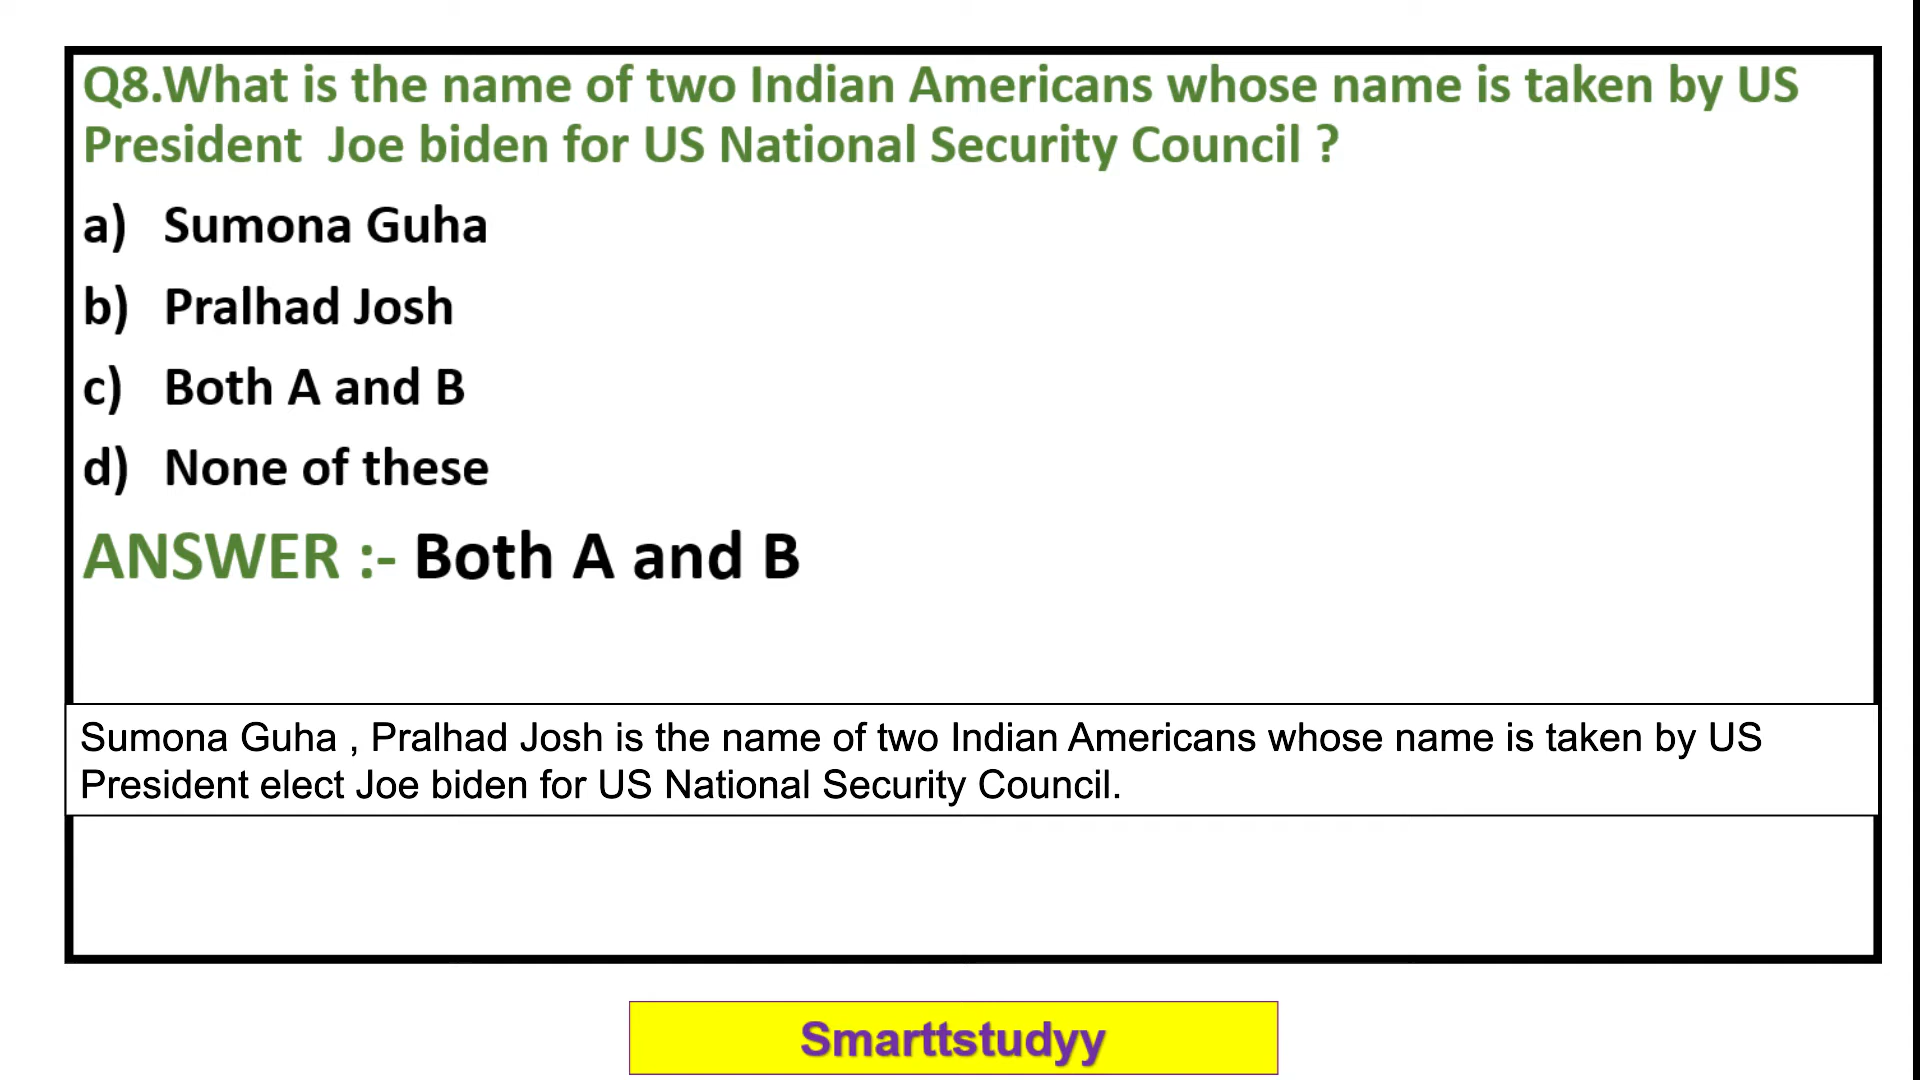 Q8.What is the name of two Indian Americans whose name is taken by US
President  Joe biden for US National Security Council ?
a) Sumona Guha
b) Pralhad Josh
c) Both A and B
d) None of these
ANSWER :- Both A and B
Sumona Guha , Pralhad Josh is the name of two Indian Americans whose name is taken by US
President elect Joe biden for US National Security Council.
Smarttstudyy